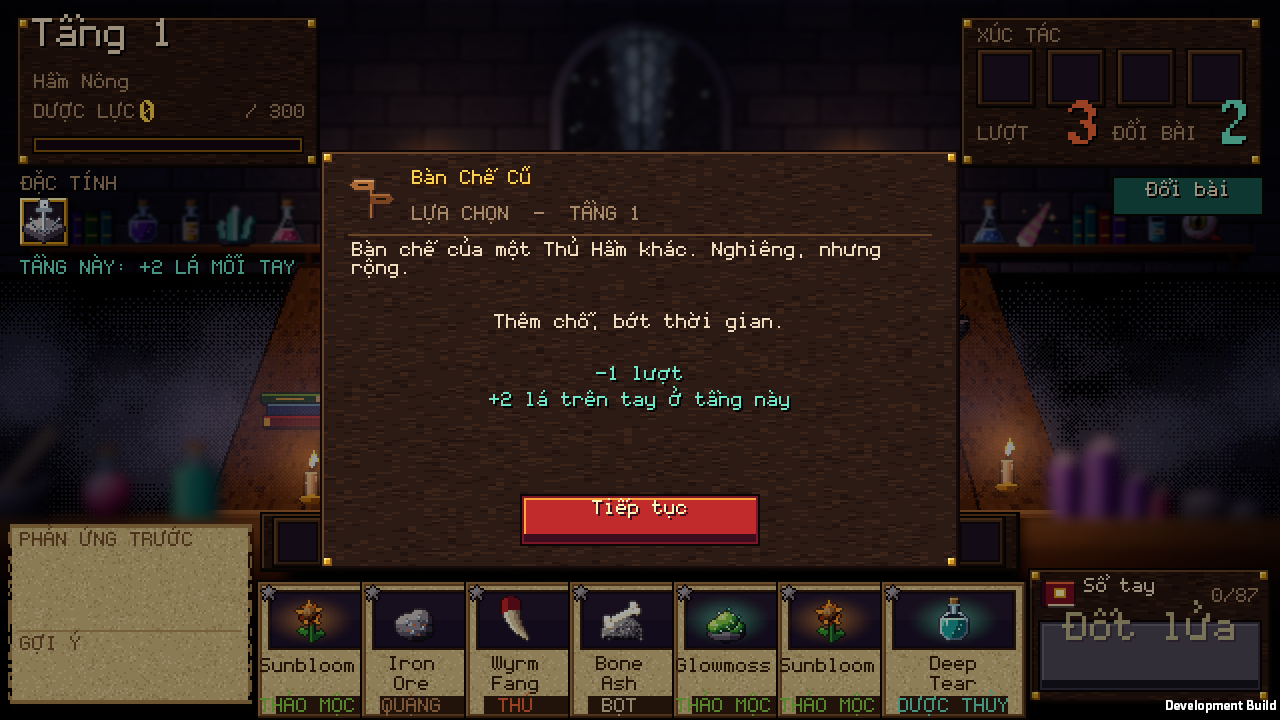 Tầng 1
Hầm Nông
DƯỢC LỰC 0 / 300
ĐẶC TÍNH
TẦNG NÀY: +2 LÁ MỖI TAY
XÚC TÁC
LƯỢT 3 ĐỔI BÀI 2
Đổi bài
Bàn Chế Cũ
LỰA CHỌN - TẦNG 1
Bàn chế của một Thủ Hầm khác. Nghiêng, nhưng
rộng.
Thêm chỗ, bớt thời gian.
-1 lượt
+2 lá trên tay ở tầng này
Tiếp tục
PHẢN ỨNG TRƯỚC
GỢI Ý
Sunbloom
THẢO MỘC
Iron
Ore
QUẶNG
Wyrm
Fang
THÚ
Bone
Ash
BỘT
Glowmoss
THẢO MỘC
Sunbloom
THẢO MỘC
Deep
Tear
DƯỢC THỦY
Sổ tay
0/87
Đốt lửa
Development Build